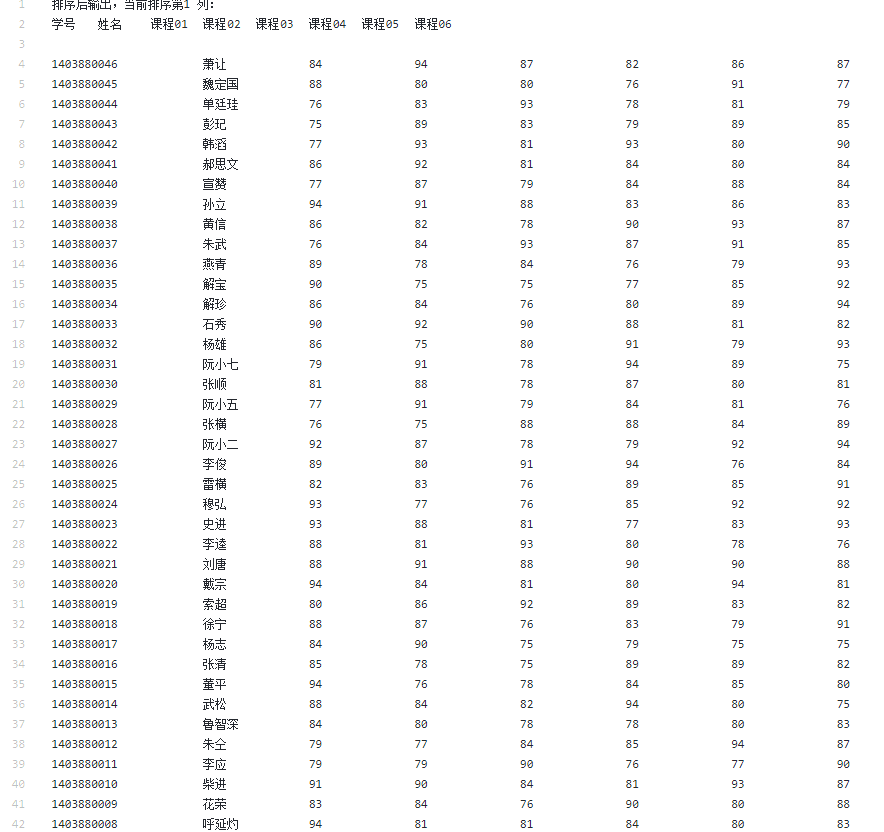 1 排序后输出，当前排序第1 列：
2 学号 姓名 课程01 课程02 课程03 课程04 课程05 课程06
3
4 1403880046 萧让 84 94 87 82 86 87
5 1403880045 魏定国 88 80 80 76 91 77
6 1403880044 单廷珪 76 83 93 78 81 79
7 1403880043 彭玘 75 89 83 79 89 85
8 1403880042 韩滔 77 93 81 93 80 90
9 1403880041 郝思文 86 92 81 84 80 84
10 1403880040 宣赞 77 87 79 84 88 84
11 1403880039 孙立 94 91 88 83 86 83
12 1403880038 黄信 86 82 78 90 93 87
13 1403880037 朱武 76 84 93 87 91 85
14 1403880036 燕青 89 78 84 76 79 93
15 1403880035 解宝 90 75 75 77 85 92
16 1403880034 解珍 86 84 76 80 89 94
17 1403880033 石秀 90 92 90 88 81 82
18 1403880032 杨雄 86 75 80 91 79 93
19 1403880031 阮小七 79 91 78 94 89 75
20 1403880030 张顺 81 88 78 87 80 81
21 1403880029 阮小五 77 91 79 84 81 76
22 1403880028 张横 76 75 88 88 84 89
23 1403880027 阮小二 92 87 78 79 92 94
24 1403880026 李俊 89 80 91 94 76 84
25 1403880025 雷横 82 83 76 89 85 91
26 1403880024 穆弘 93 77 76 85 92 92
27 1403880023 史进 93 88 81 77 83 93
28 1403880022 李逵 88 81 93 80 78 76
29 1403880021 刘唐 88 91 88 90 90 88
30 1403880020 戴宗 94 84 81 80 94 81
31 1403880019 索超 80 86 92 89 83 82
32 1403880018 徐宁 88 87 76 83 79 91
33 1403880017 杨志 84 90 75 79 75 75
34 1403880016 张清 85 78 75 89 89 82
35 1403880015 董平 94 76 78 84 85 80
36 1403880014 武松 88 84 82 94 80 75
37 1403880013 鲁智深 84 80 78 78 80 83
38 1403880012 朱仝 79 77 84 85 94 87
39 1403880011 李应 79 79 90 76 77 90
40 1403880010 柴进 91 90 84 81 93 87
41 1403880009 花荣 83 84 76 90 80 88
42 1403880008 呼延灼 94 81 81 84 80 83